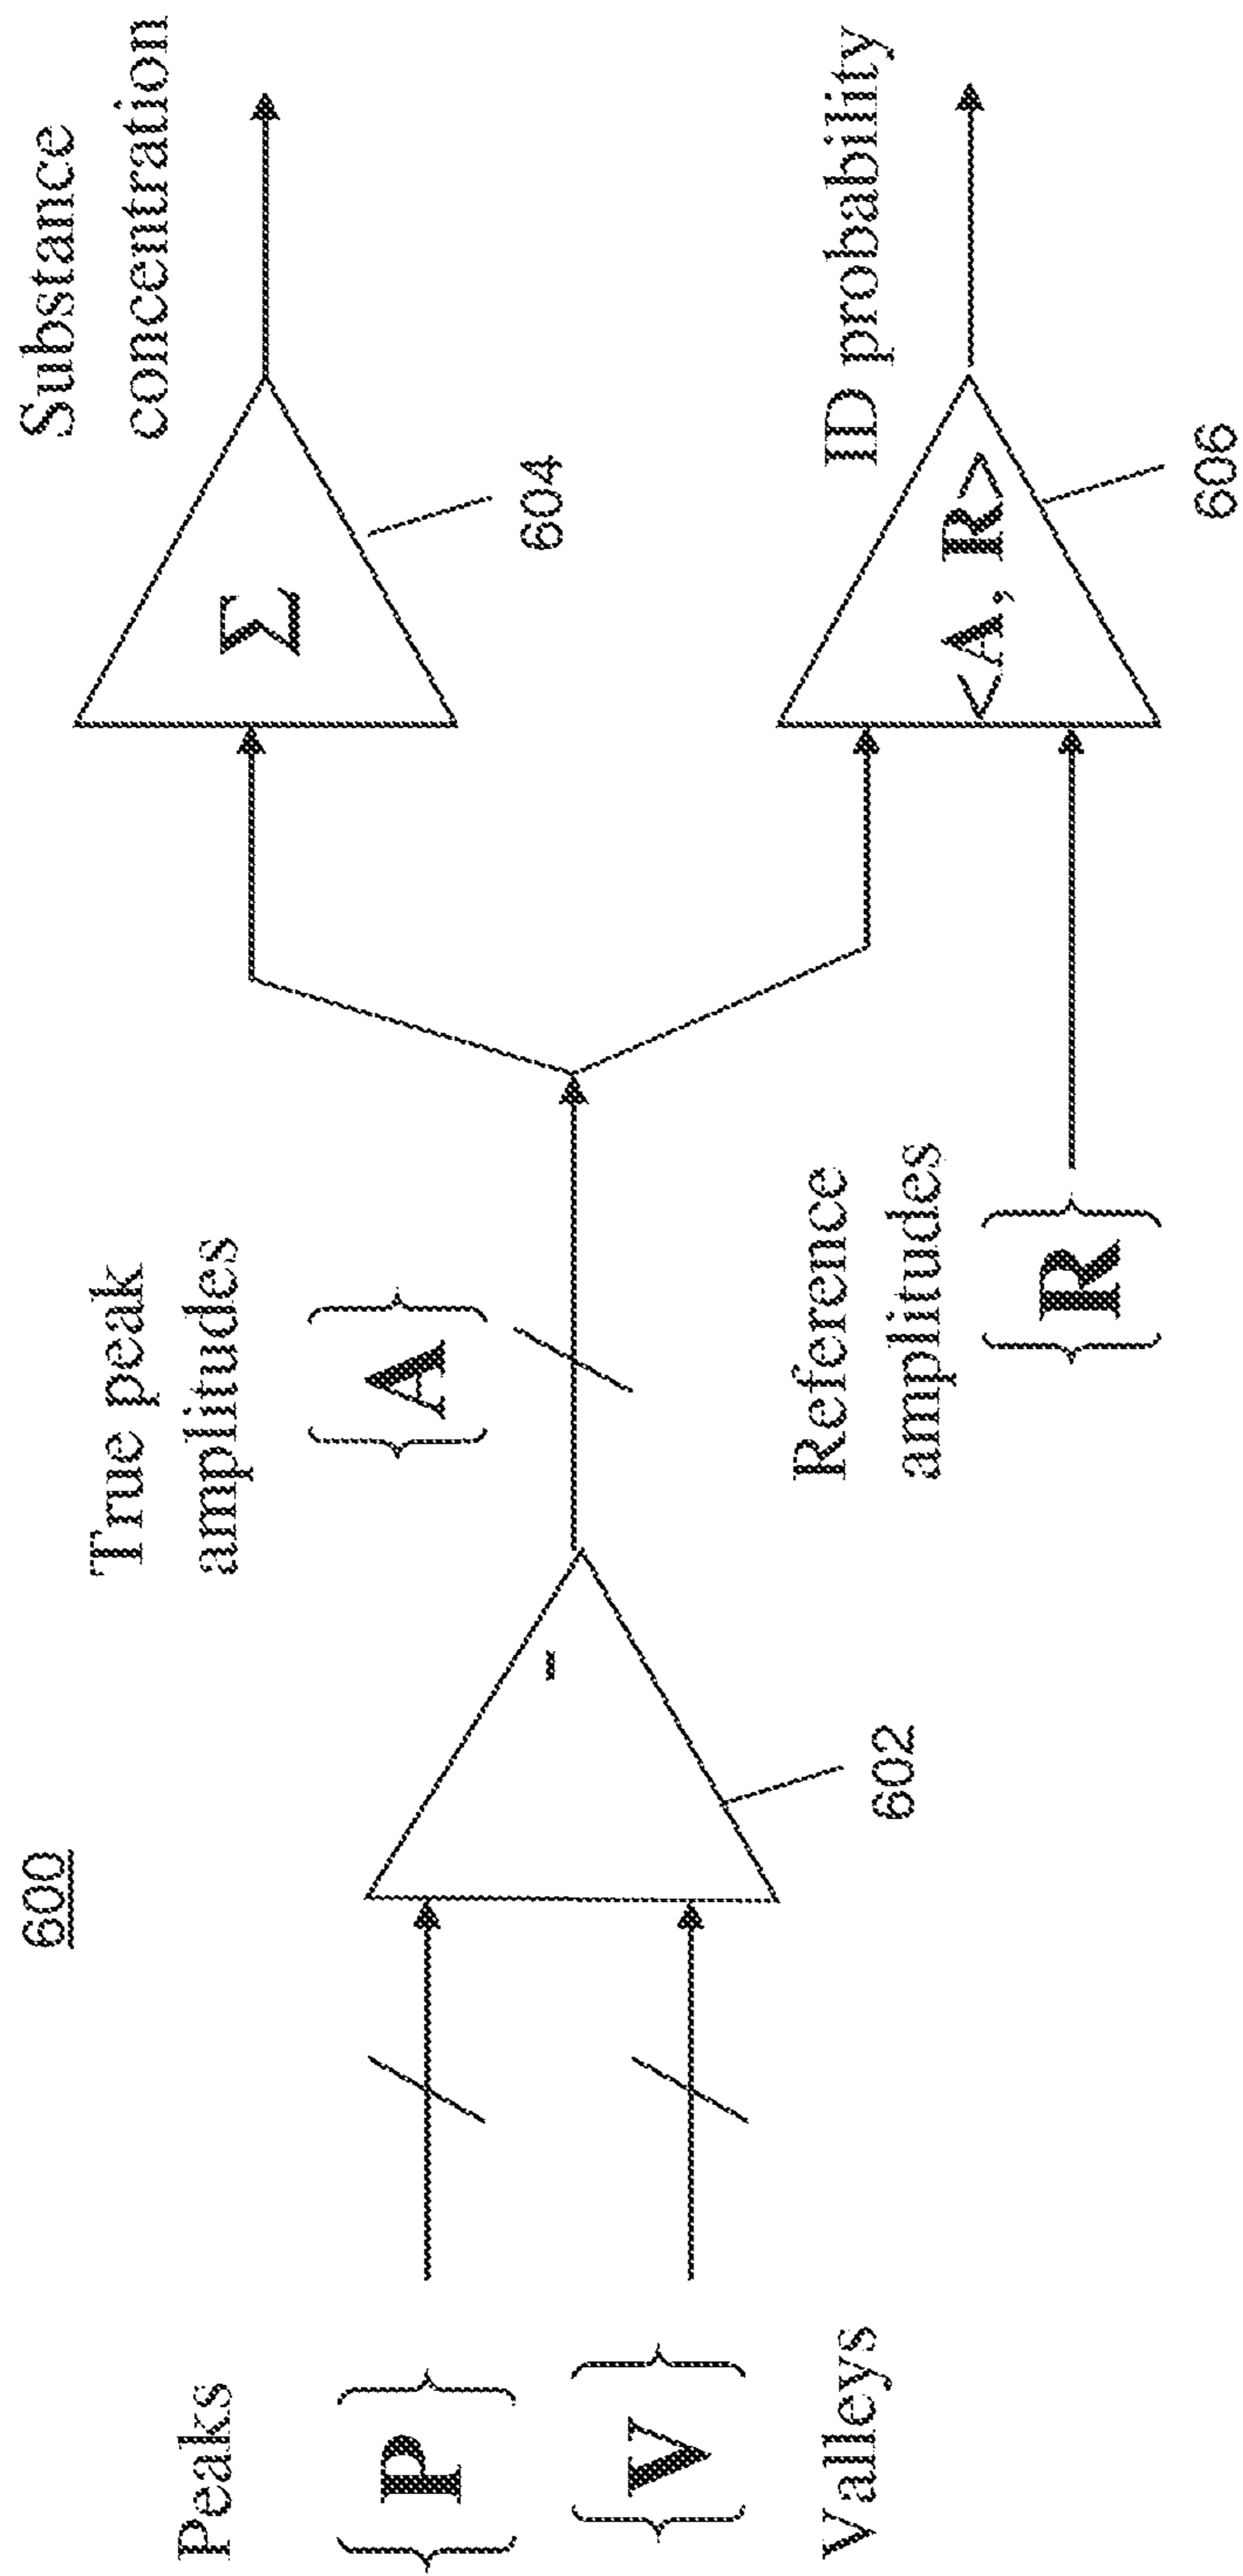 600
Peaks
{P}
{V}
Valleys
-
602
True peak
amplitudes
{A}
Reference
amplitudes
{R}
Σ
604
Substance
concentration
<A, R>
606
ID probability